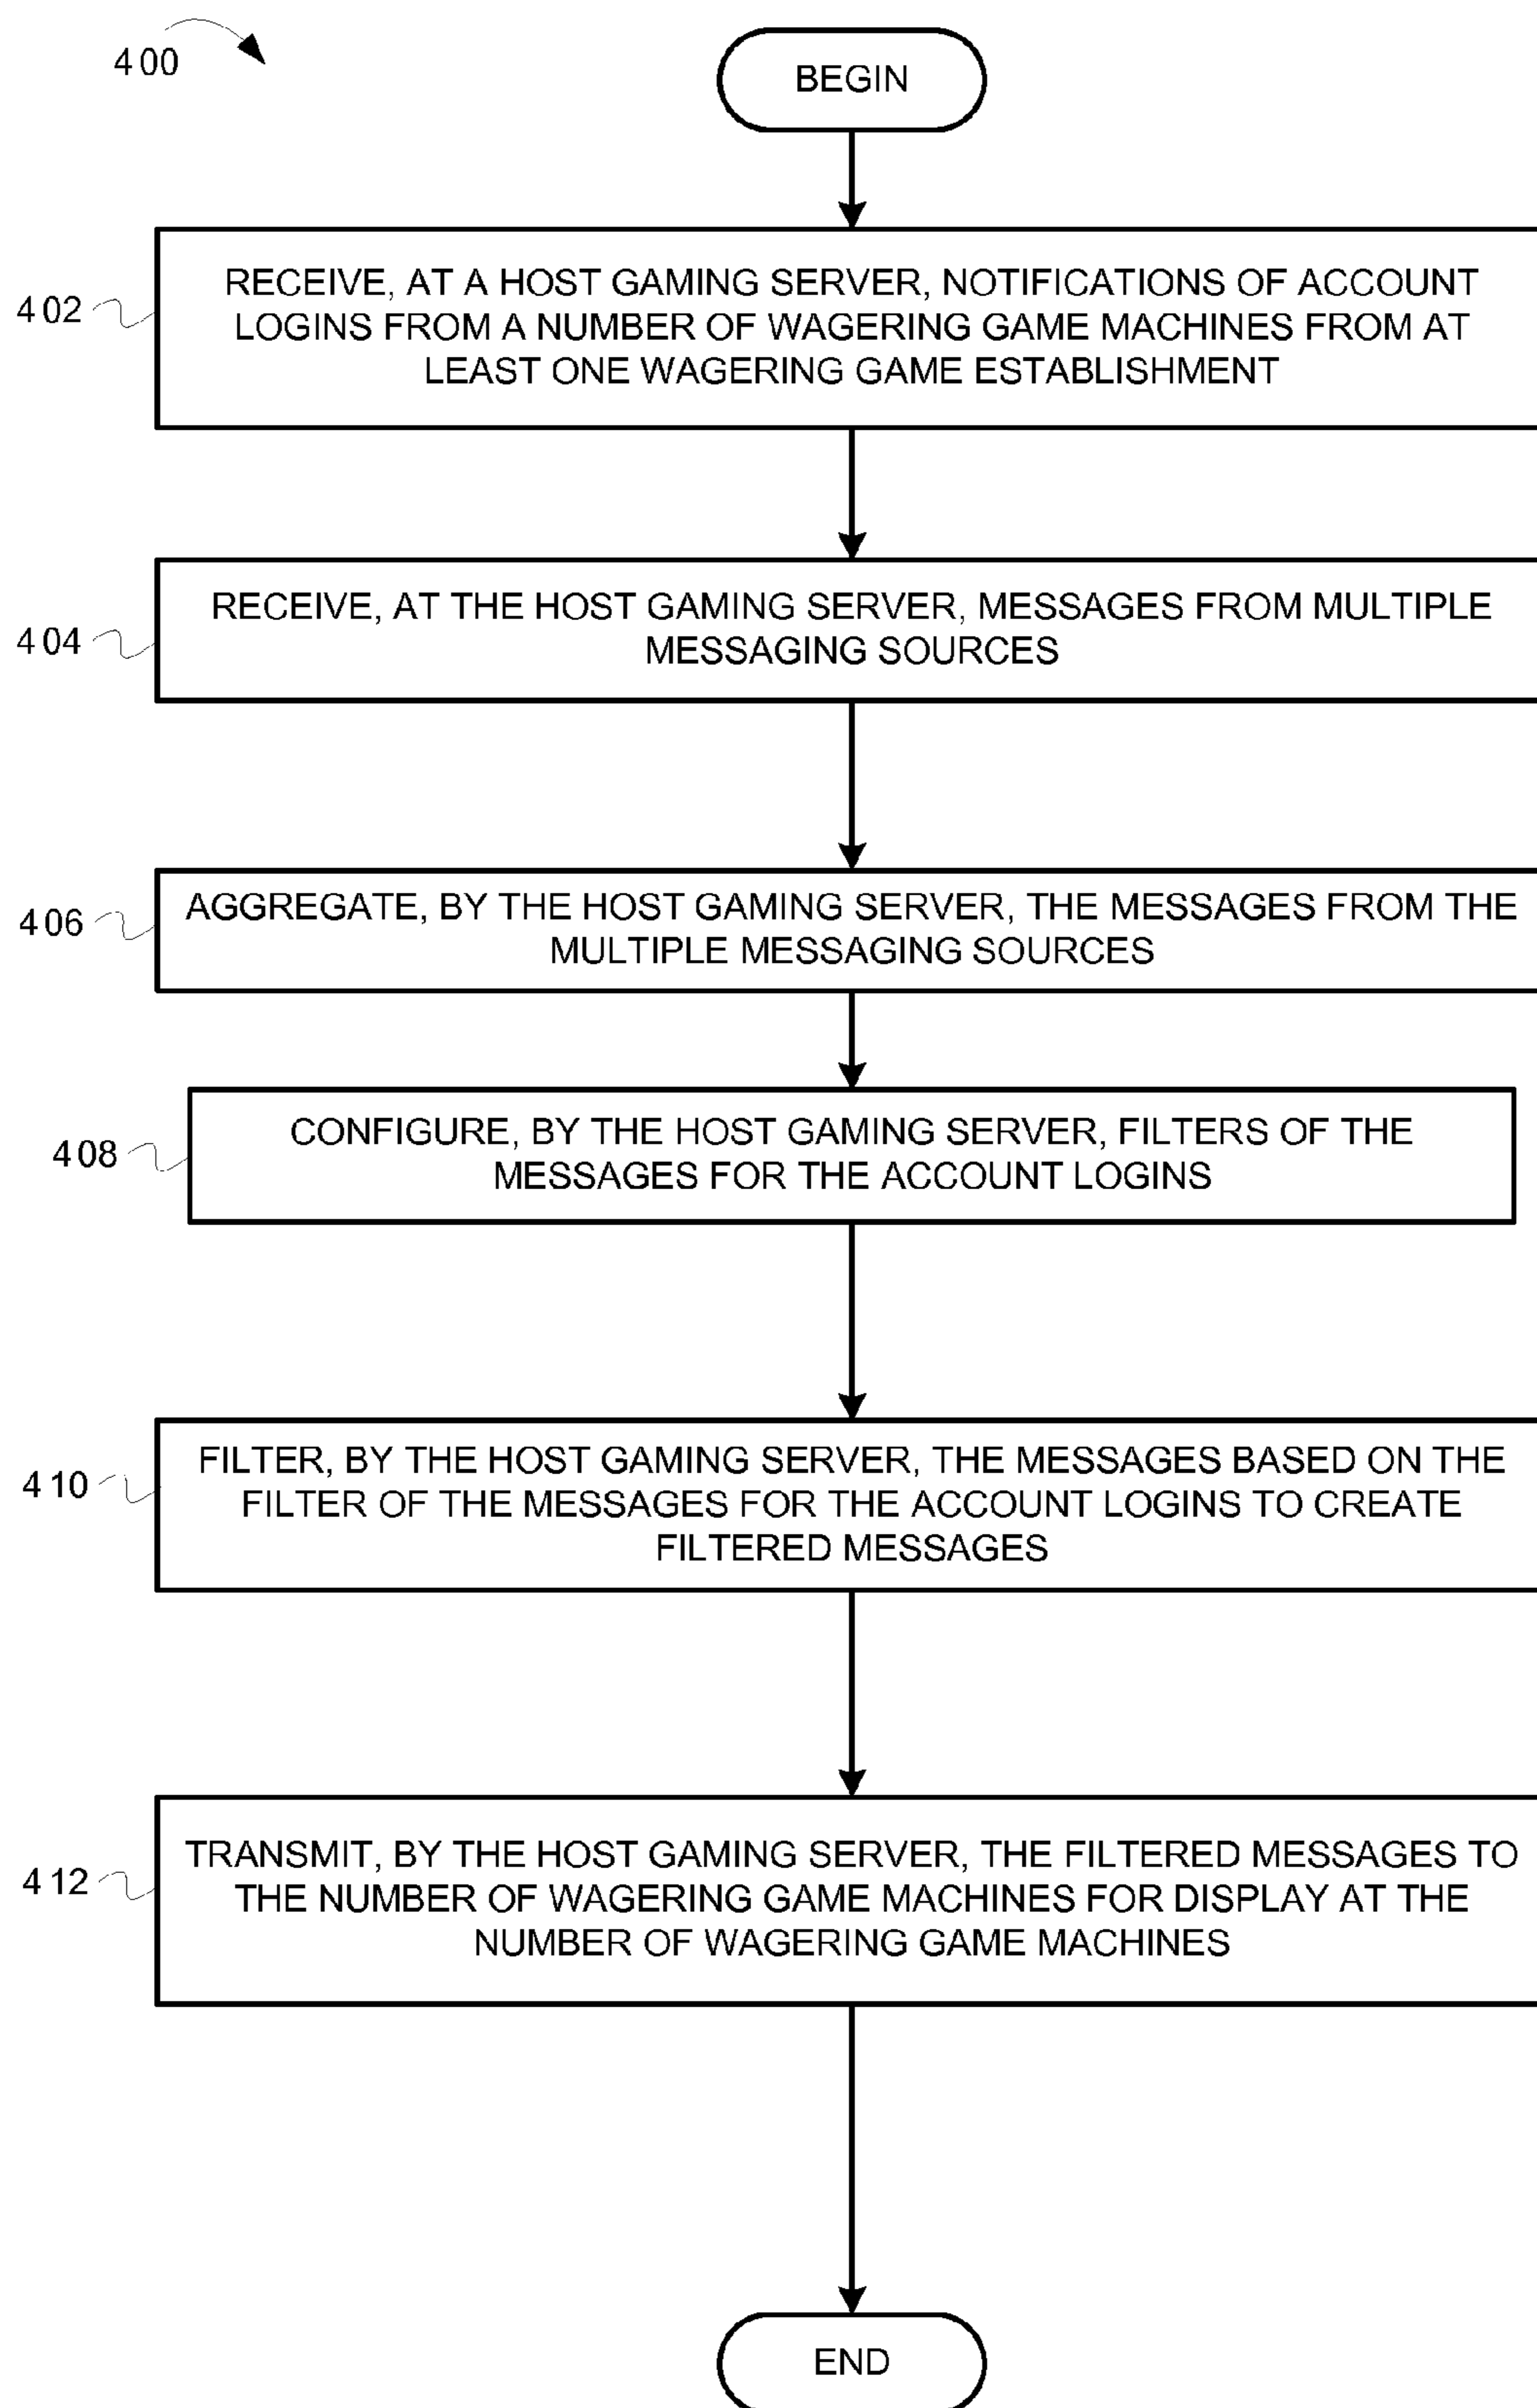 400
BEGIN
402
RECEIVE, AT A HOST GAMING SERVER, NOTIFICATIONS OF ACCOUNT
LOGINS FROM A NUMBER OF WAGERING GAME MACHINES FROM AT
LEAST ONE WAGERING GAME ESTABLISHMENT
404
RECEIVE, AT THE HOST GAMING SERVER, MESSAGES FROM MULTIPLE
MESSAGING SOURCES
406
AGGREGATE, BY THE HOST GAMING SERVER, THE MESSAGES FROM THE
MULTIPLE MESSAGING SOURCES
408
CONFIGURE, BY THE HOST GAMING SERVER, FILTERS OF THE
MESSAGES FOR THE ACCOUNT LOGINS
410
FILTER, BY THE HOST GAMING SERVER, THE MESSAGES BASED ON THE
FILTER OF THE MESSAGES FOR THE ACCOUNT LOGINS TO CREATE
FILTERED MESSAGES
412
TRANSMIT, BY THE HOST GAMING SERVER, THE FILTERED MESSAGES TO
THE NUMBER OF WAGERING GAME MACHINES FOR DISPLAY AT THE
NUMBER OF WAGERING GAME MACHINES
END